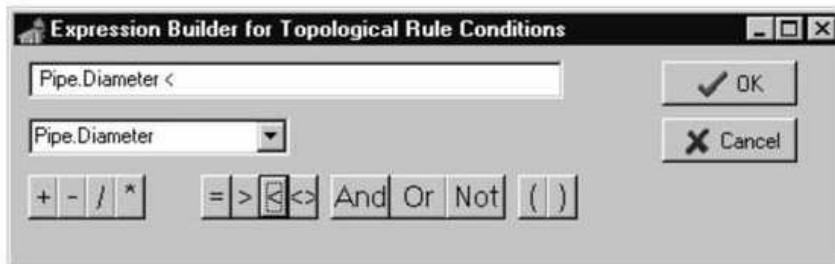 Expression Builder for Topological Rule Conditions
Pipe.Diameter <
OK
Pipe.Diameter
Cancel
+ - / * = > < <> And Or Not ( )